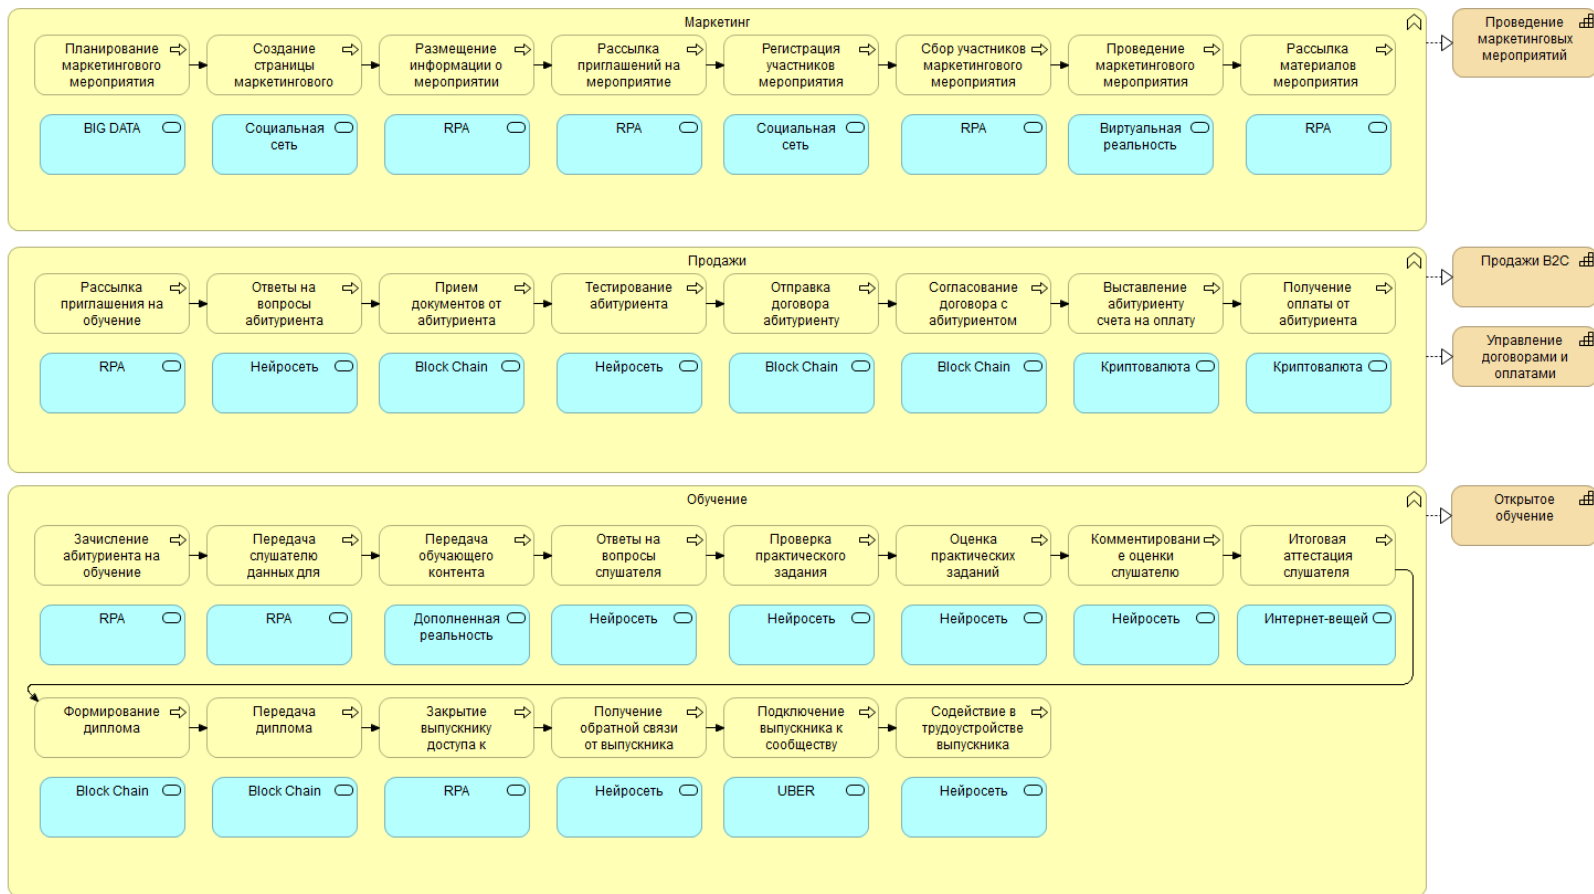 Маркетинг
Планирование
маркетингового
мероприятия
Создание
страницы
маркетингового
Размещение
информации о
мероприятии
Рассылка
приглашений на
мероприятие
Регистрация
участников
мероприятия
Сбор участников
маркетингового
мероприятия
Проведение
маркетингового
мероприятия
Рассылка
материалов
мероприятия
Проведение
маркетинговых
мероприятий
BIG DATA
Социальная
сеть
RPA
RPA
Социальная
сеть
RPA
Виртуальная
реальность
RPA
Продажи
Рассылка
приглашения на
обучение
Ответы на
вопросы
абитуриента
Прием
документов от
абитуриента
Тестирование
абитуриента
Отправка
договора
абитуриенту
Согласование
договора с
абитуриентом
Выставление
абитуриенту
счета на оплату
Получение
оплаты от
абитуриента
Продажи B2C
Управление
договорами и
оплатами
RPA
Нейросеть
Block Chain
Нейросеть
Block Chain
Block Chain
Криптовалюта
Криптовалюта
Обучение
Зачисление
абитуриента на
обучение
Передача
слушателю
данных для
Передача
обучающего
контента
Ответы на
вопросы
слушателя
Проверка
практического
задания
Оценка
практических
заданий
Комментировани
е оценки
слушателю
Итоговая
аттестация
слушателя
Открытое
обучение
RPA
RPA
Дополненная
реальность
Нейросеть
Нейросеть
Нейросеть
Нейросеть
Интернет-вещей
Формирование
диплома
Передача
диплома
Закрытие
выпускнику
доступа к
Получение
обратной связи
от выпускника
Подключение
выпускника к
сообществу
Содействие в
трудоустройстве
выпускника
Block Chain
Block Chain
RPA
Нейросеть
UBER
Нейросеть